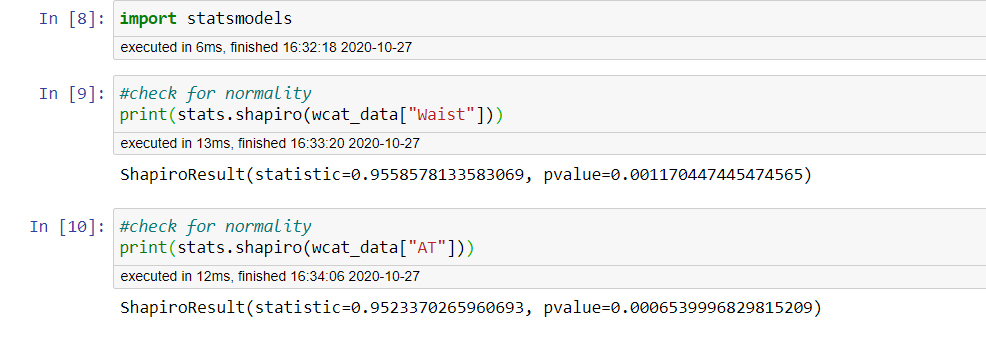 In [8]: import statsmodels
executed in 6ms, finished 16:32:18 2020-10-27
In [9]: #check for normality
print(stats.shapiro(wcat_data["Waist"]))
executed in 13ms, finished 16:33:20 2020-10-27
ShapiroResult(statistic=0.9558578133583069, pvalue=0.001170447445474565)
In [10]: #check for normality
print(stats.shapiro(wcat_data["AT"]))
executed in 12ms, finished 16:34:06 2020-10-27
ShapiroResult(statistic=0.9523370265960693, pvalue=0.0006539996829815209)